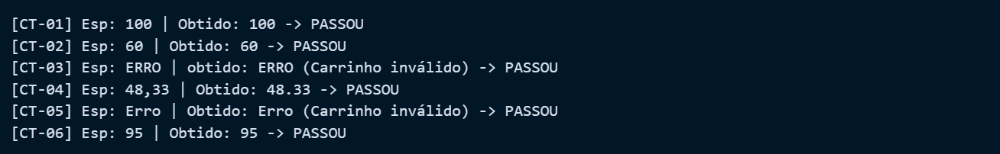 [CT-01] Esp: 100 | Obtido: 100 -> PASSOU
[CT-02] Esp: 60 | Obtido: 60 -> PASSOU
[CT-03] Esp: ERRO | obtido: ERRO (Carrinho inválido) -> PASSOU
[CT-04] Esp: 48,33 | Obtido: 48.33 -> PASSOU
[CT-05] Esp: Erro | Obtido: Erro (Carrinho inválido) -> PASSOU
[CT-06] Esp: 95 | Obtido: 95 -> PASSOU